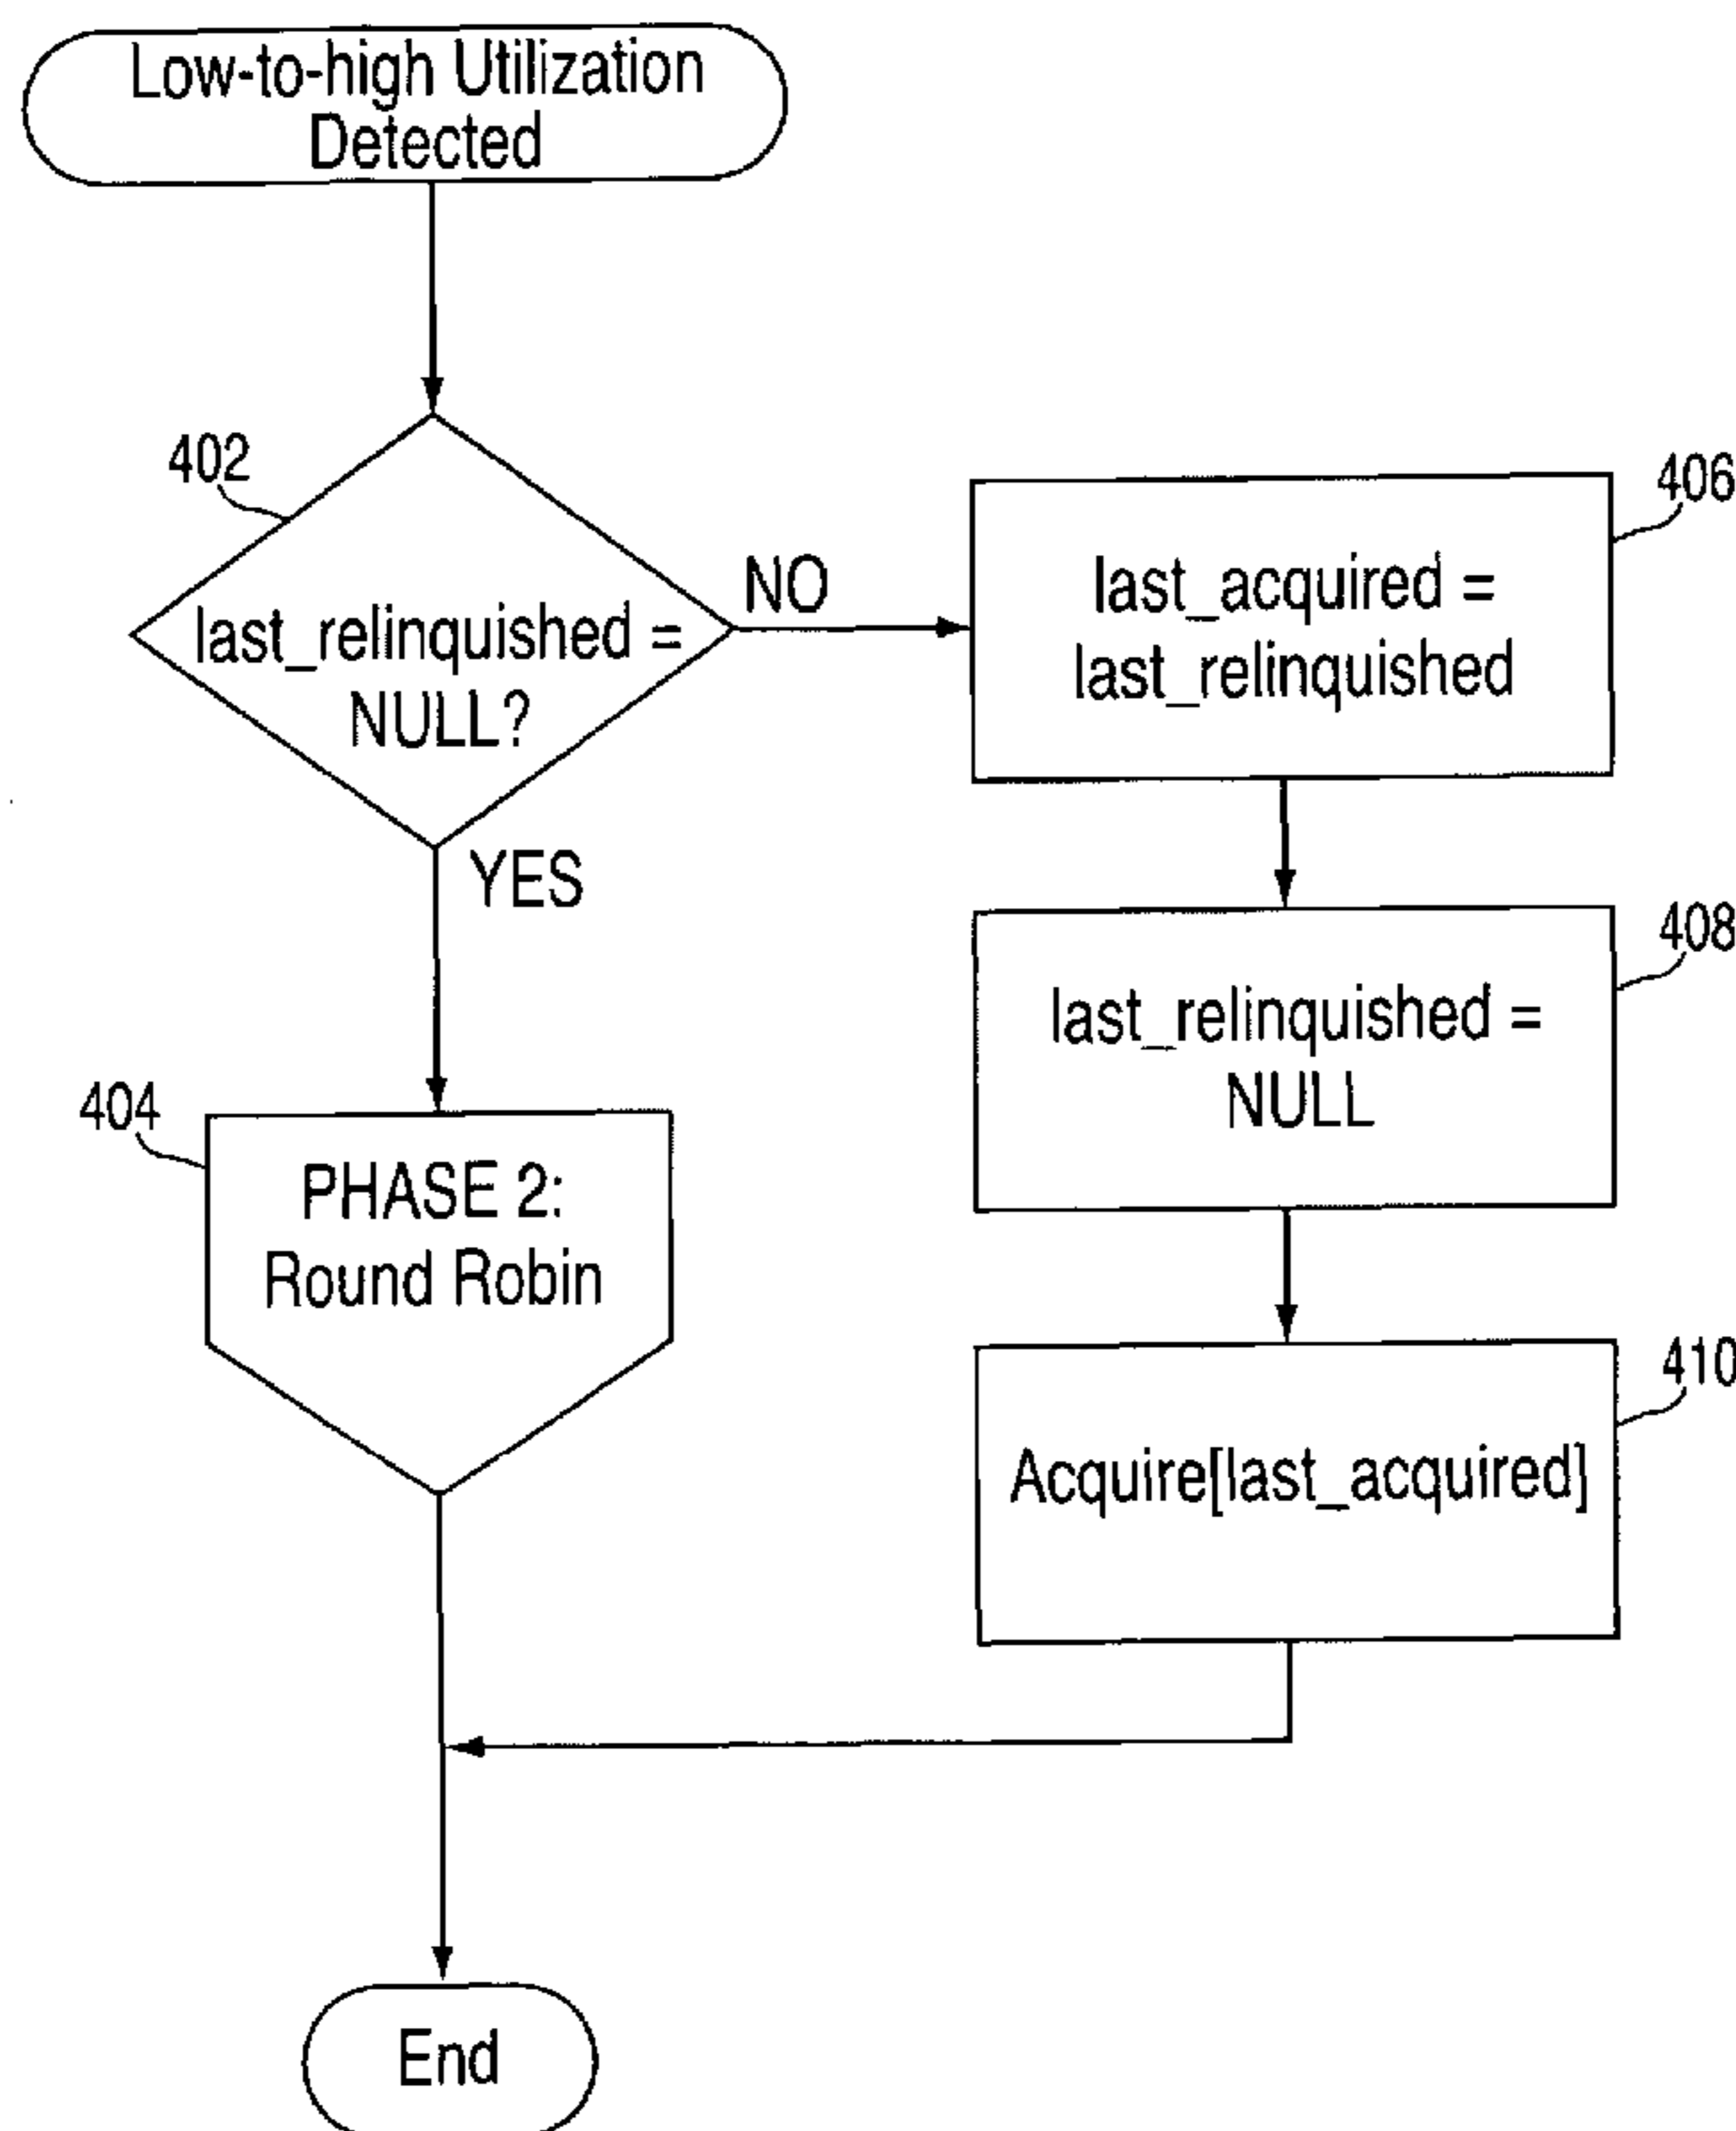 Low-to-high Utilization
Detected
402
last_relinquished =
NULL?
NO
YES
406
last_acquired =
last_relinquished
408
last_relinquished =
NULL
404
PHASE 2:
Round Robin
410
Acquire[last_acquired]
End